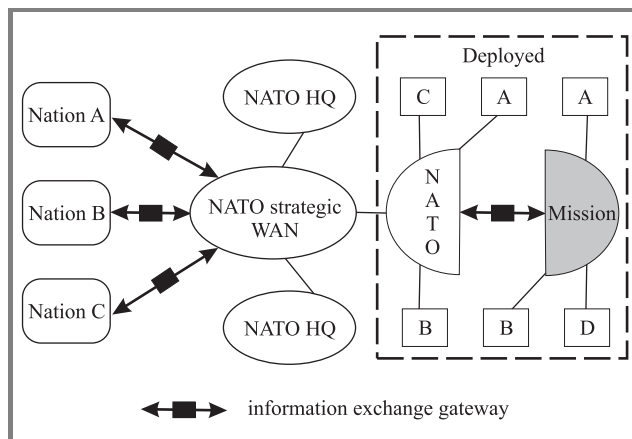 Deployed
Nation A
NATO HQ
C
A
A
Nation B
NATO strategic
WAN
N
A
T
O
Mission
Nation C
NATO HQ
B
B
D
information exchange gateway